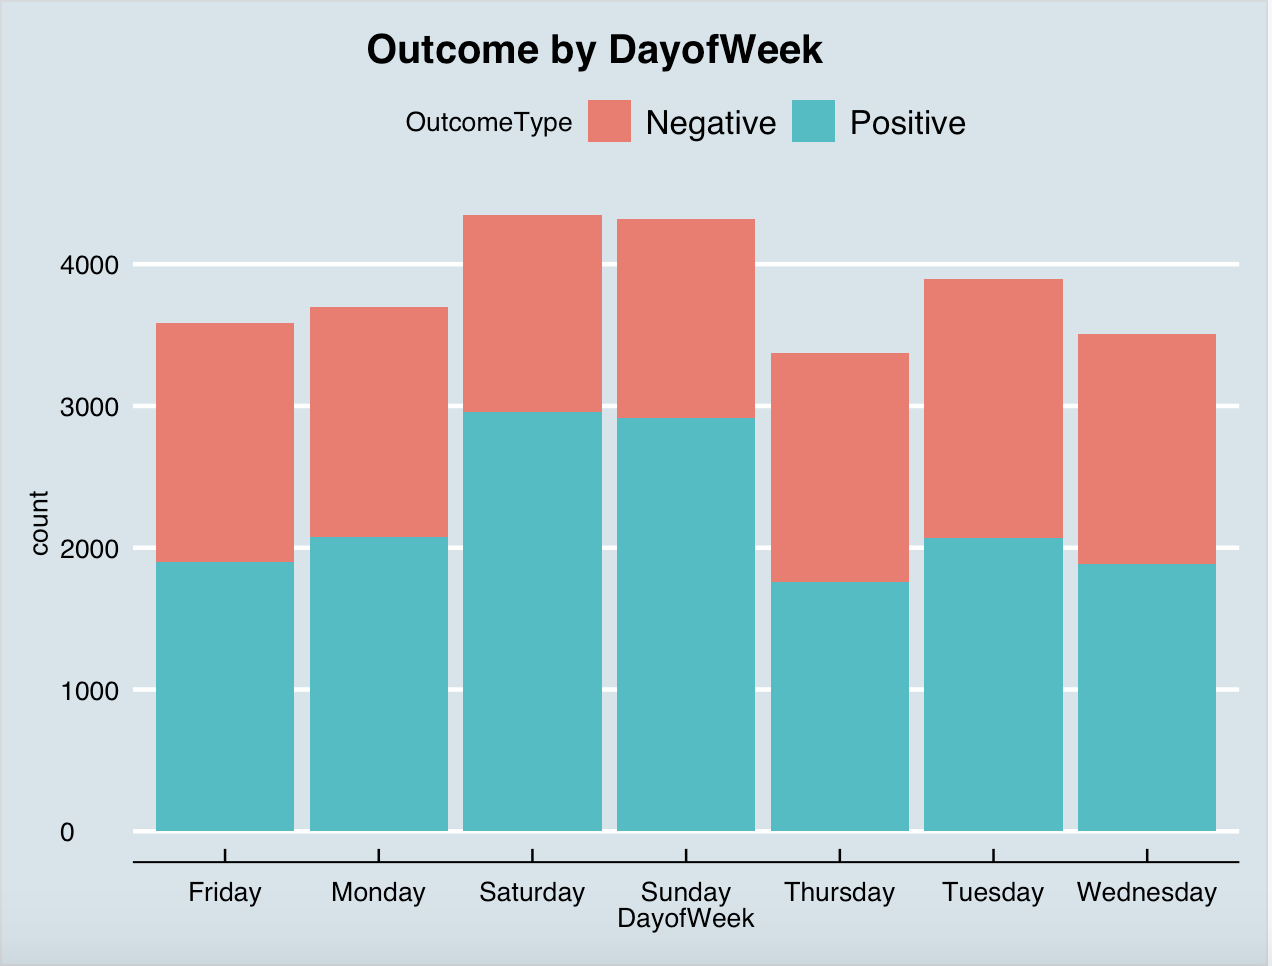 Outcome by DayofWeek
OutcomeType Negative Positive
4000
3000
2000
1000
0
count
Friday Monday Saturday Sunday Thursday Tuesday Wednesday
DayofWeek